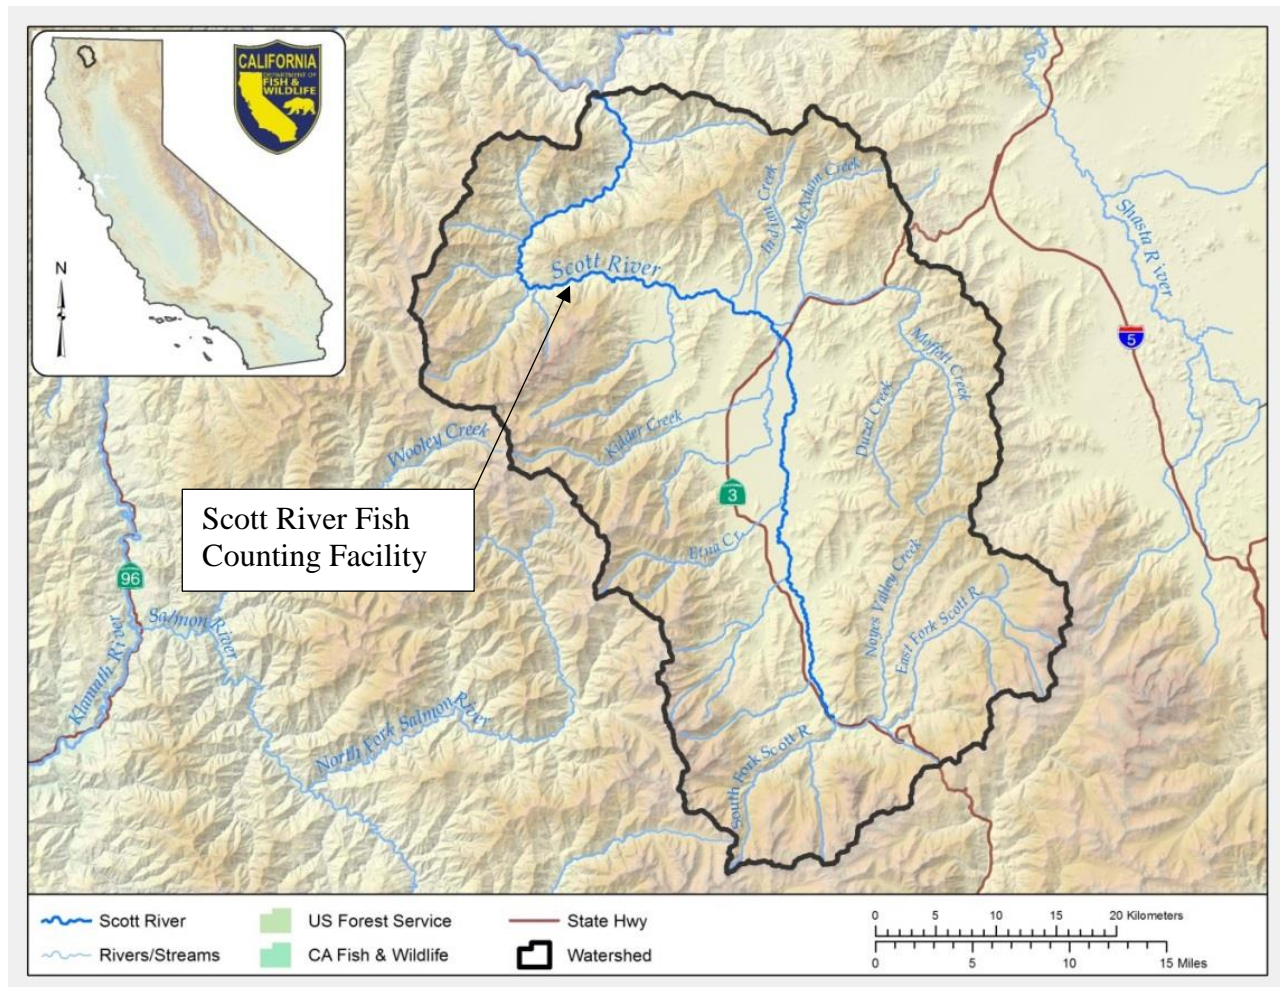 CALIFORNIA
DEPARTMENT OF
FISH &
WILDLIFE
N
Scott River
Indian Creek
McAdam Creek
Shasta River
5
Moffett Creek
Duzel Creek
Kidder Creek
Wooley Creek
3
Scott River Fish
Counting Facility
Etna Cr.
96
Salmon River
Klamath River
Noyes Valley Creek
East Fork Scott R.
North Fork Salmon River
South Fork Scott R.
Scott River
US Forest Service
State Hwy
0 5 10 15 20 Kilometers
Rivers/Streams
CA Fish & Wildlife
Watershed
0 5 10 15 Miles